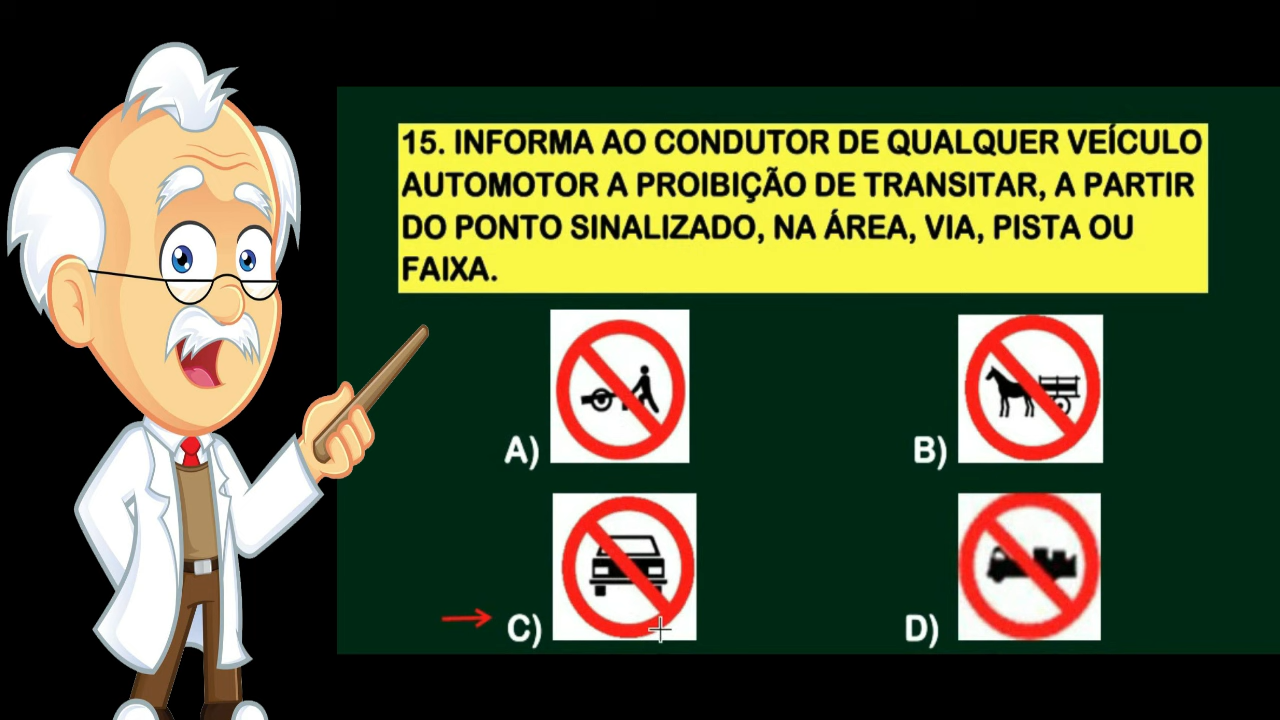 15. INFORMA AO CONDUTOR DE QUALQUER VEÍCULO
AUTOMOTOR A PROIBIÇÃO DE TRANSITAR, A PARTIR
DO PONTO SINALIZADO, NA ÁREA, VIA, PISTA OU
FAIXA.
A)
B)
C)
D)